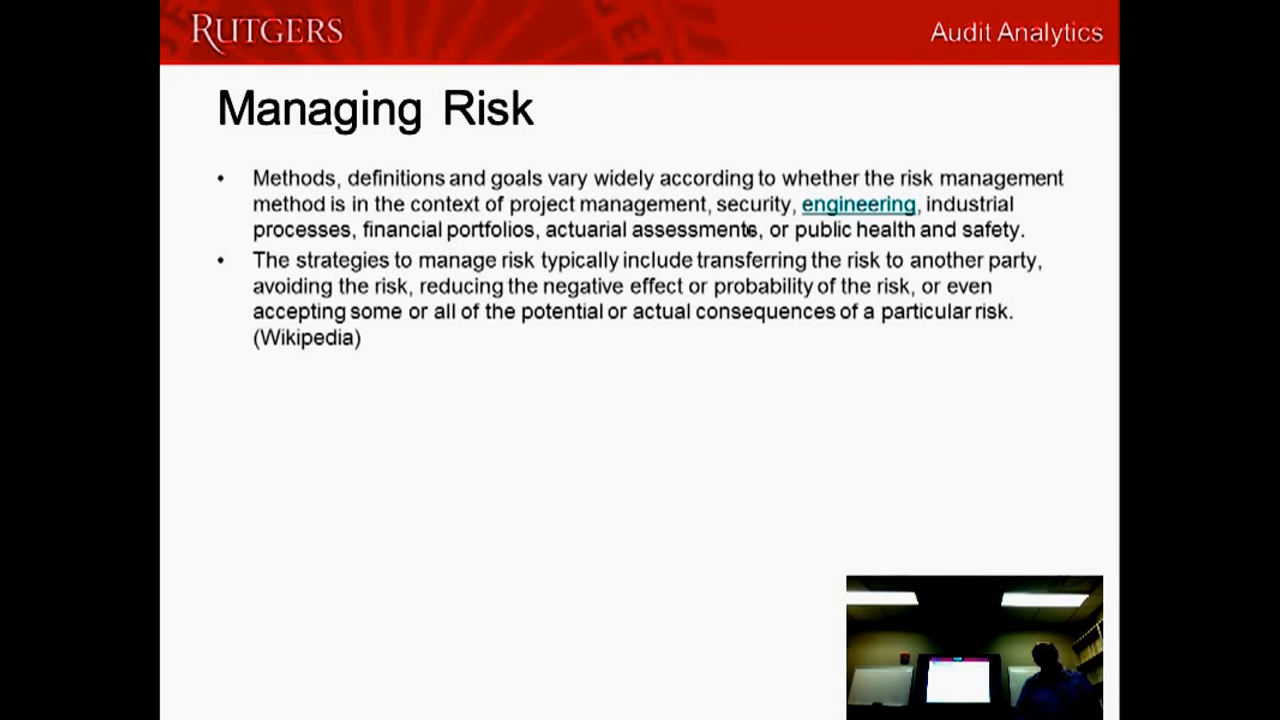 RUTGERS
Audit Analytics
Managing Risk
• Methods, definitions and goals vary widely according to whether the risk management
method is in the context of project management, security, engineering, industrial
processes, financial portfolios, actuarial assessments, or public health and safety.
• The strategies to manage risk typically include transferring the risk to another party,
avoiding the risk, reducing the negative effect or probability of the risk, or even
accepting some or all of the potential or actual consequences of a particular risk.
(Wikipedia)